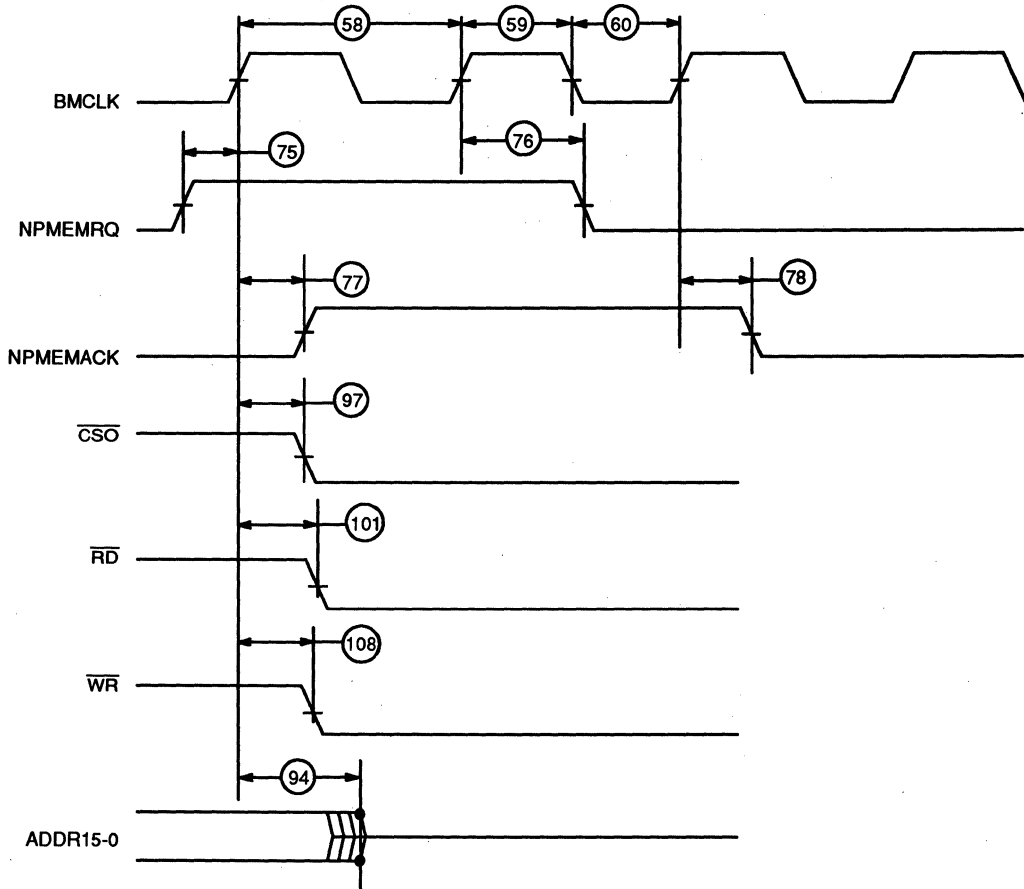 58 59 60
BMCLK
75 76
NPMEMRQ
77 78
NPMEMACK
97
CSO
101
RD
108
WR
94
ADDR15-0